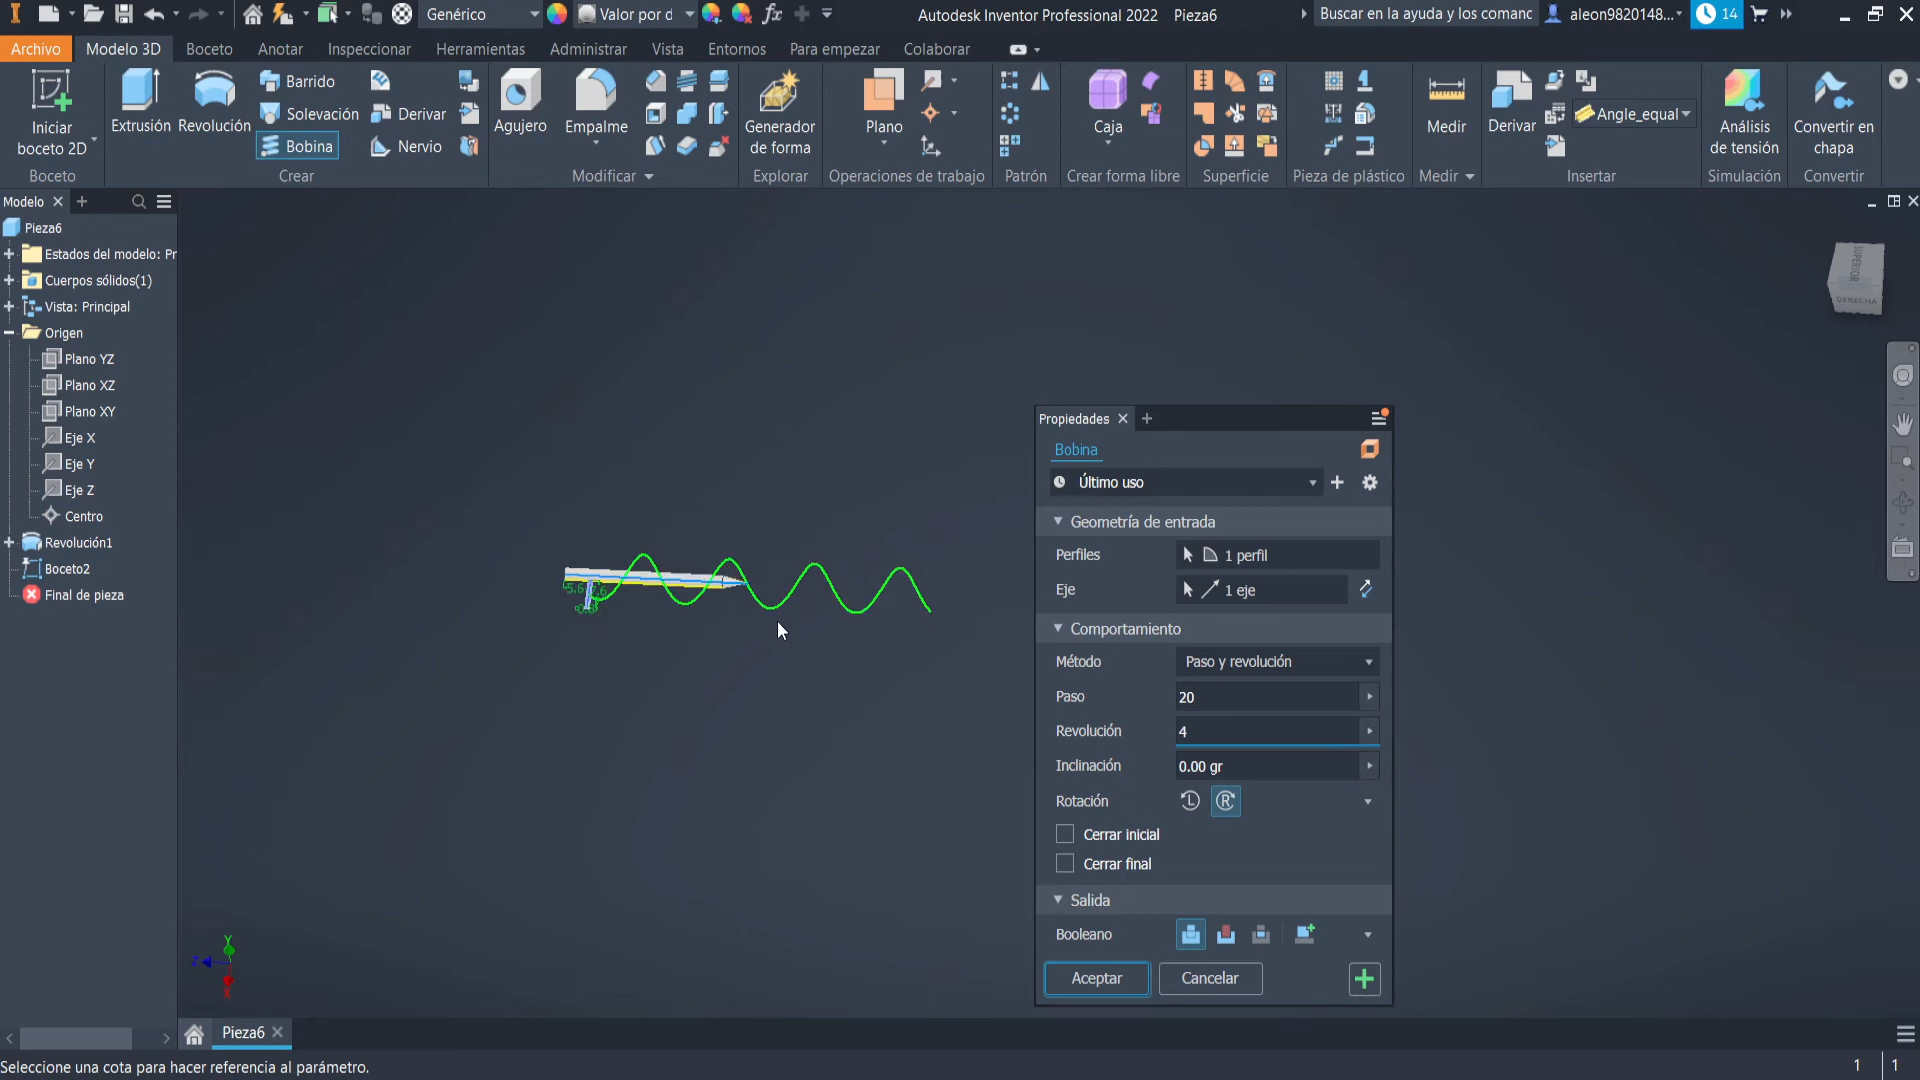 Genérico
Valor por d
fx
Autodesk Inventor Professional 2022 Pieza6
Buscar en la ayuda y los comanc
aleon9820148...
14
Archivo
Modelo 3D
Boceto
Anotar
Inspeccionar
Herramientas
Administrar
Vista
Entornos
Para empezar
Colaborar
Iniciar
boceto 2D
Extrusión
Revolución
Barrido
Solevación
Bobina
Derivar
Nervio
Agujero
Empalme
Generador
de forma
Plano
Caja
Medir
Derivar
Angle_equal
Análisis
de tensión
Convertir en
chapa
Boceto
Crear
Modificar
Explorar
Operaciones de trabajo
Patrón
Crear forma libre
Superficie
Pieza de plástico
Medir
Insertar
Simulación
Convertir
Modelo
Pieza6
Estados del modelo: Pr
Cuerpos sólidos(1)
Vista: Principal
Origen
Plano YZ
Plano XZ
Plano XY
Eje X
Eje Y
Eje Z
Centro
Revolución1
Boceto2
Final de pieza
SUPERIOR
DERECHA
Propiedades
Bobina
Último uso
Geometría de entrada
Perfiles
1 perfil
Eje
1 eje
Comportamiento
Método
Paso y revolución
Paso
20
Revolución
4
Inclinación
0.00 gr
Rotación
L
R
Cerrar inicial
Cerrar final
Salida
Booleano
Aceptar
Cancelar
Y
Z
X
Pieza6
Seleccione una cota para hacer referencia al parámetro.
1
1